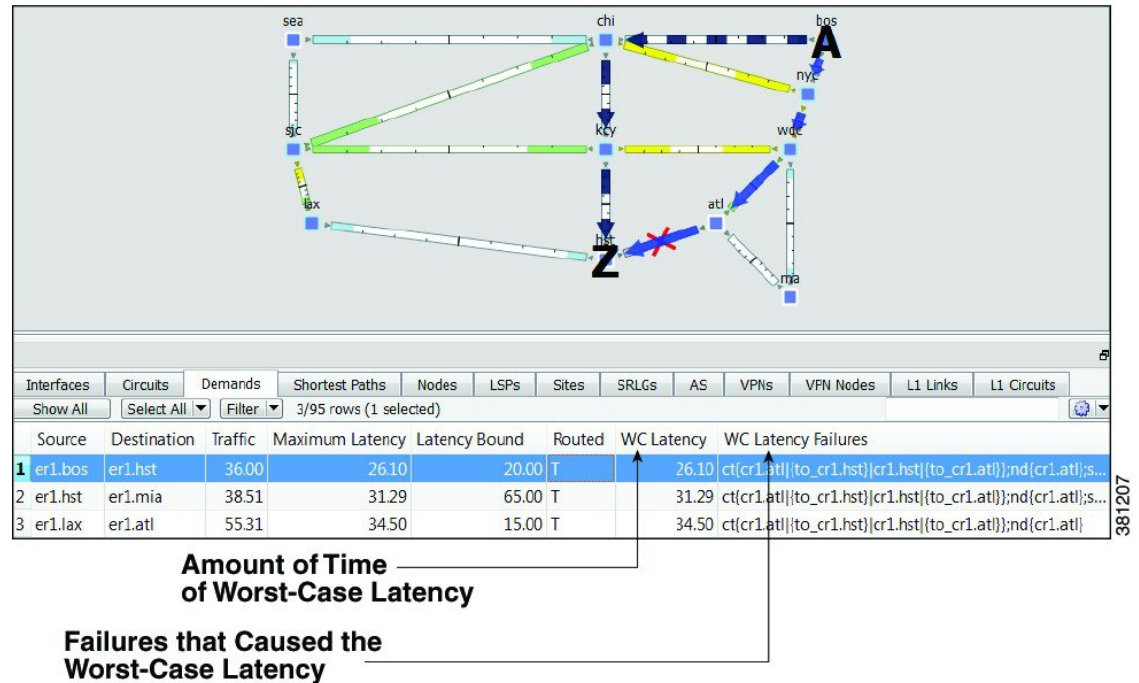 sea
chi
bos
A
nyc
sjc
kcy
wdc
lax
atl
hst
Z
Interfaces Circuits Demands Shortest Paths Nodes LSPs Sites SRLGs AS VPNs VPN Nodes L1 Links L1 Circuits
Show All Select All Filter 3/95 rows (1 selected)
Source Destination Traffic Maximum Latency Latency Bound Routed WC Latency WC Latency Failures
1 er1.bos er1.hst 36.00 26.10 20.00 T 26.10 ct{cr1.atl|{to_cr1.hst}|cr1.hst|{to_cr1.atl}};nd{cr1.atl};s...
2 er1.hst er1.mia 38.51 31.29 65.00 T 31.29 ct{cr1.atl|{to_cr1.hst}|cr1.hst|{to_cr1.atl}};nd{cr1.atl};s...
3 er1.lax er1.atl 55.31 34.50 15.00 T 34.50 ct{cr1.atl|{to_cr1.hst}|cr1.hst|{to_cr1.atl}};nd{cr1.atl}
381207
Amount of Time
of Worst-Case Latency
Failures that Caused the
Worst-Case Latency